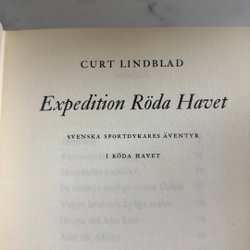 CURT LINDBLAD
Expedition Röda Havet
SVENSKA SPORTDYKARES ÄVENTYR
I RÖDA HAVET